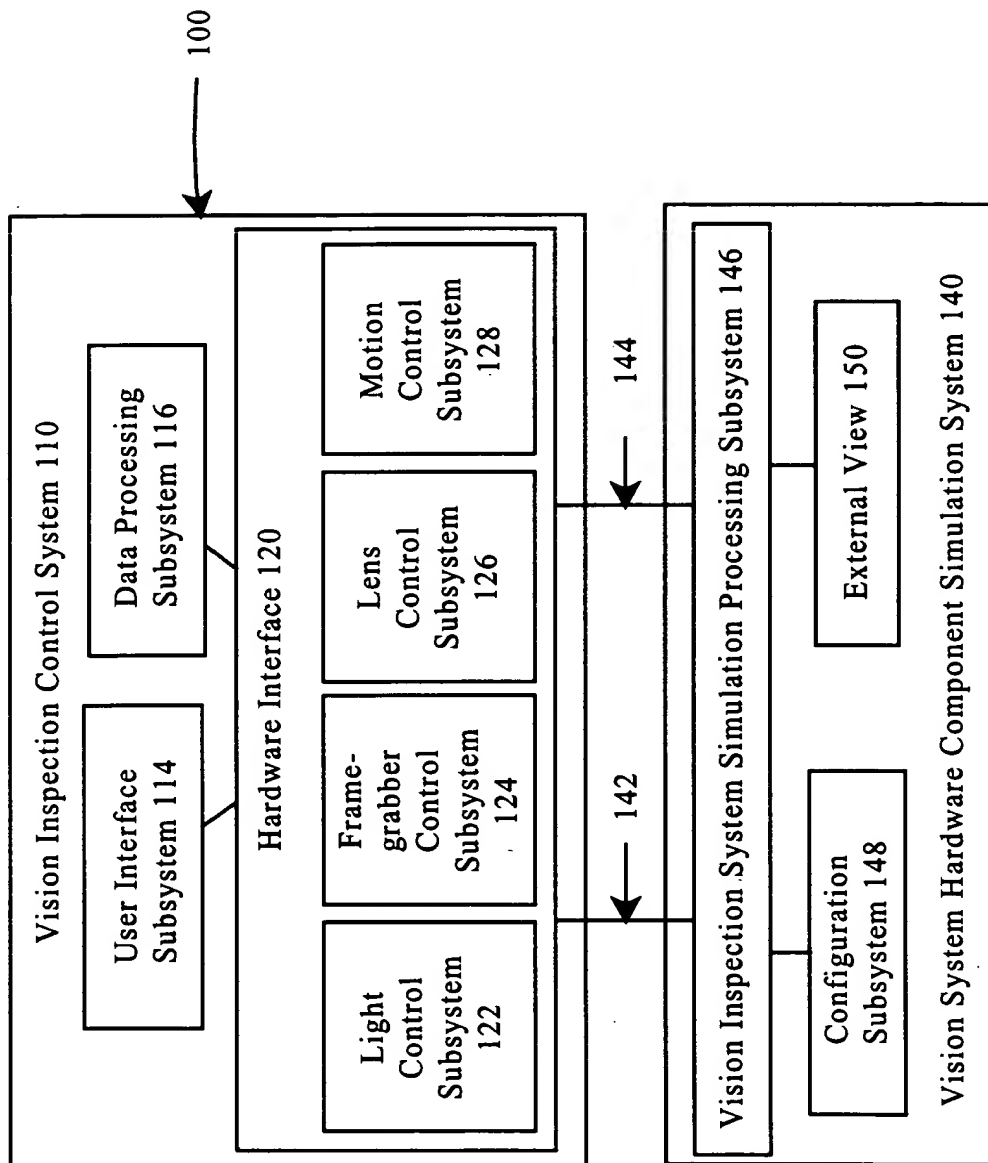 100
Vision Inspection Control System 110
User Interface
Subsystem 114
Data Processing
Subsystem 116
Hardware Interface 120
Light
Control
Subsystem
122
Frame-
grabber
Control
Subsystem
124
Lens
Control
Subsystem
126
Motion
Control
Subsystem
128
142
144
Vision Inspection System Simulation Processing Subsystem 146
Configuration
Subsystem 148
External View 150
Vision System Hardware Component Simulation System 140